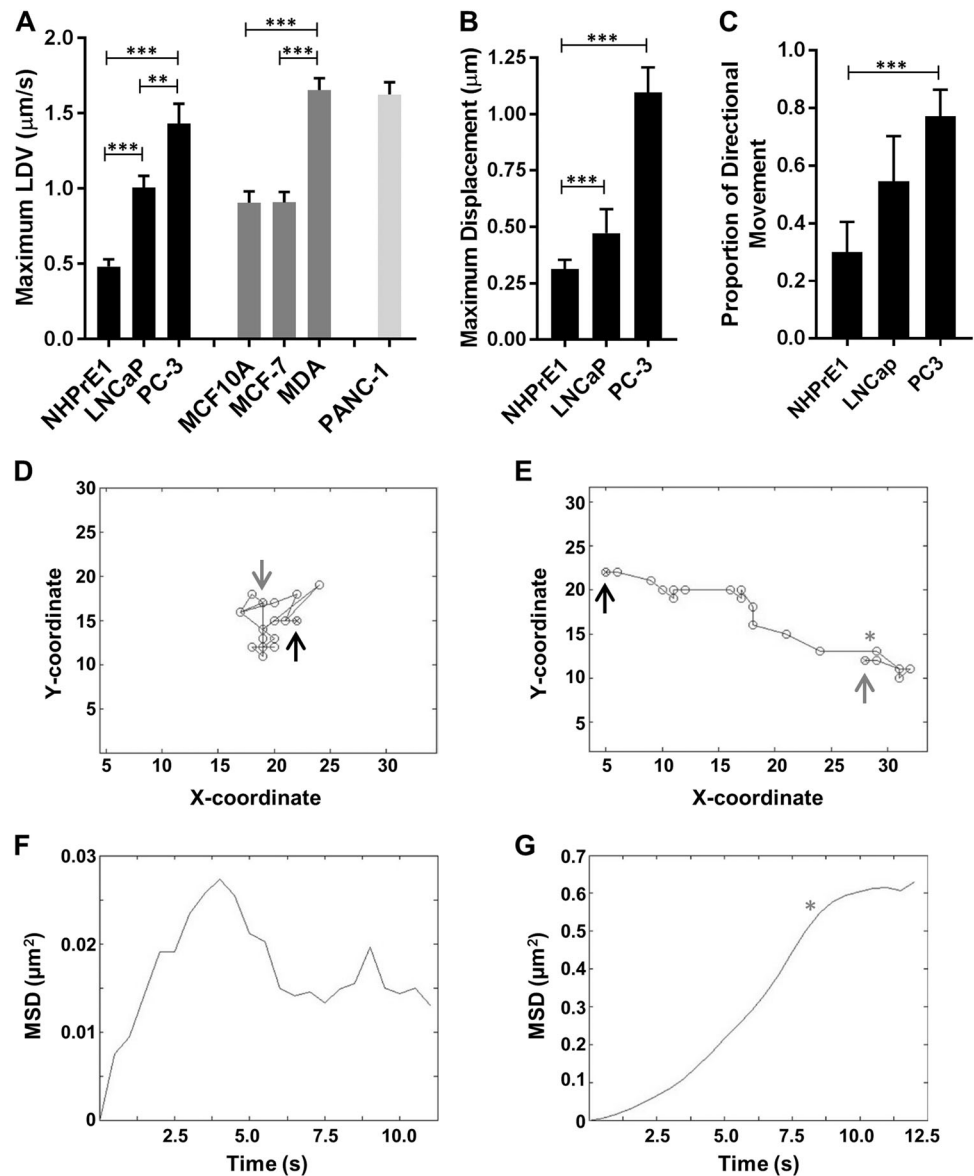 A
Maximum LDV (μm/s)
2.0
1.5
1.0
0.5
0.0
***
**
***
***
***
NHPrE1
LNCaP
PC-3
MCF10A
MCF-7
MDA
PANC-1
B
Maximum Displacement (μm)
1.25
1.00
0.75
0.50
0.25
0.00
***
***
NHPrE1
LNCaP
PC-3
C
Proportion of Directional
Movement
1.0
0.8
0.6
0.4
0.2
0.0
***
NHPrE1
LNCap
PC3
D
Y-coordinate
30
25
20
15
10
5
5 10 15 20 25 30
X-coordinate
E
Y-coordinate
30
25
20
15
10
5
*
5 10 15 20 25 30
X-coordinate
F
MSD (μm²)
0.03
0.02
0.01
0
2.5 5.0 7.5 10.0
Time (s)
G
MSD (μm²)
0.7
0.6
0.5
0.4
0.3
0.2
0.1
0
*
2.5 5.0 7.5 10.0 12.5
Time (s)